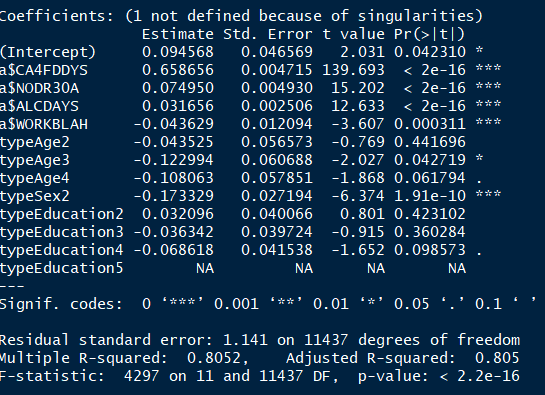 Coefficients: (1 not defined because of singularities)
Estimate Std. Error t value Pr(>|t|)
(Intercept) 0.094568 0.046569 2.031 0.042310 *
a$CA4FDDYS 0.658656 0.004715 139.693 < 2e-16 ***
a$NODR30A 0.074950 0.004930 15.202 < 2e-16 ***
a$ALCDAYS 0.031656 0.002506 12.633 < 2e-16 ***
a$WORKBLAH -0.043629 0.012094 -3.607 0.000311 ***
typeAge2 -0.043525 0.056573 -0.769 0.441696
typeAge3 -0.122994 0.060688 -2.027 0.042719 *
typeAge4 -0.108063 0.057851 -1.868 0.061794 .
typeSex2 -0.173329 0.027194 -6.374 1.91e-10 ***
typeEducation2 0.032096 0.040066 0.801 0.423102
typeEducation3 -0.036342 0.039724 -0.915 0.360284
typeEducation4 -0.068618 0.041538 -1.652 0.098573 .
typeEducation5 NA NA NA NA
---
Signif. codes: 0 ‘***’ 0.001 ‘**’ 0.01 ‘*’ 0.05 ‘.’ 0.1 ‘ ’
Residual standard error: 1.141 on 11437 degrees of freedom
Multiple R-squared: 0.8052, Adjusted R-squared: 0.805
F-statistic: 4297 on 11 and 11437 DF, p-value: < 2.2e-16